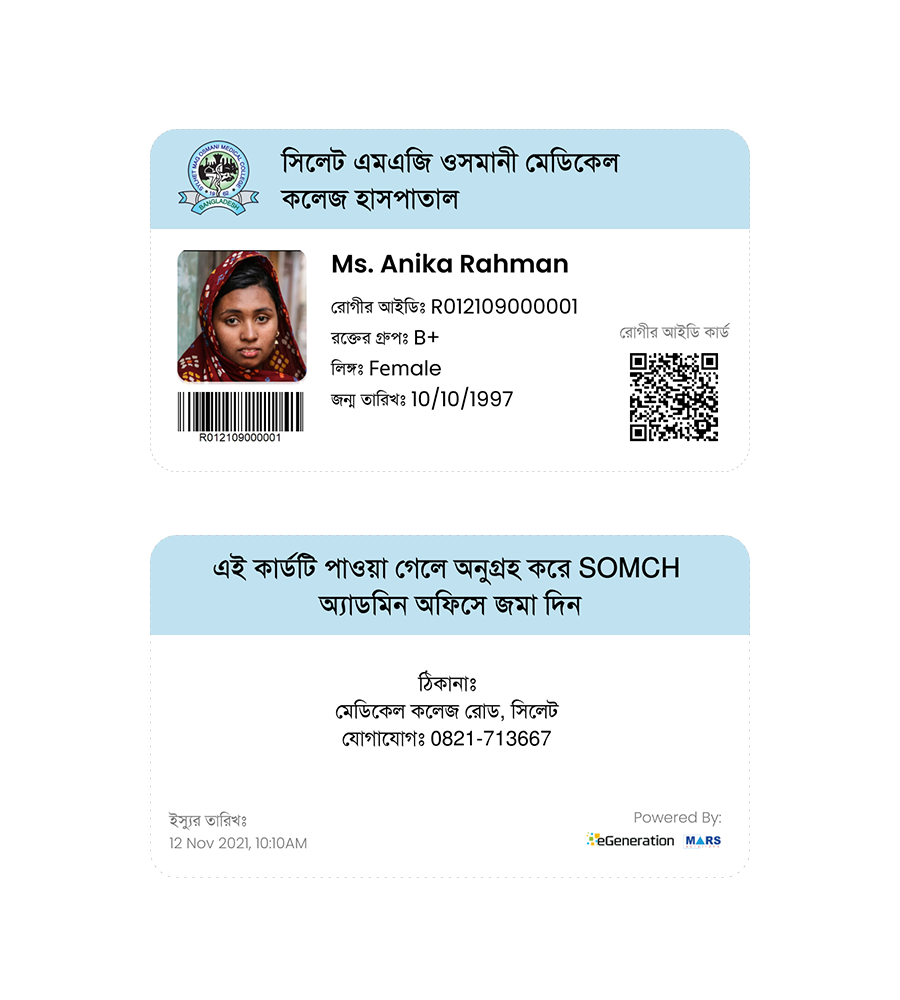 SYLHET MAG OSMANI MEDICAL COLLEGE
BANGLADESH
সিলেট এমএজি ওসমানী মেডিকেল
কলেজ হাসপাতাল
Ms. Anika Rahman
রোগীর আইডিঃ R012109000001
রক্তের গ্রুপঃ B+
লিঙ্গঃ Female
জন্ম তারিখঃ 10/10/1997
R012109000001
রোগীর আইডি কার্ড
এই কার্ডটি পাওয়া গেলে অনুগ্রহ করে SOMCH
অ্যাডমিন অফিসে জমা দিন
ঠিকানাঃ
মেডিকেল কলেজ রোড, সিলেট
যোগাযোগঃ 0821-713667
ইস্যুর তারিখঃ
12 Nov 2021, 10:10AM
Powered By:
eGeneration MARS